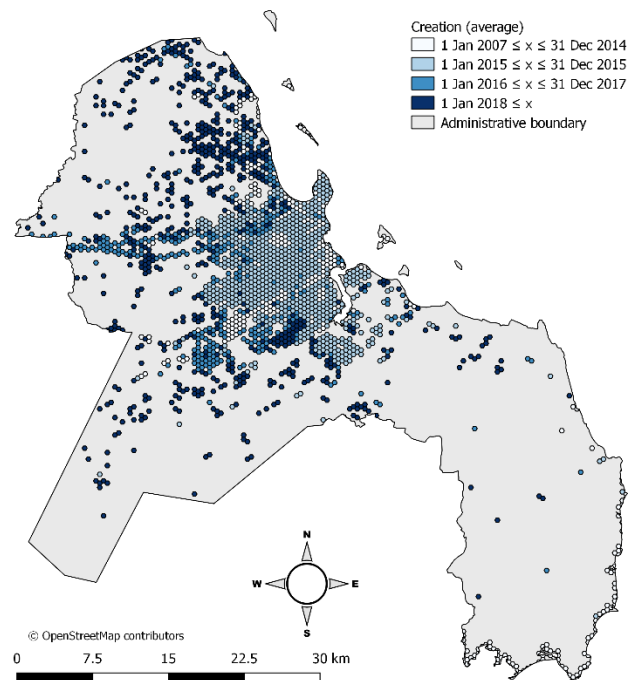 Creation (average)
1 Jan 2007 ≤ x ≤ 31 Dec 2014
1 Jan 2015 ≤ x ≤ 31 Dec 2015
1 Jan 2016 ≤ x ≤ 31 Dec 2017
1 Jan 2018 ≤ x
Administrative boundary
N
W E
S
© OpenStreetMap contributors
0 7.5 15 22.5 30 km